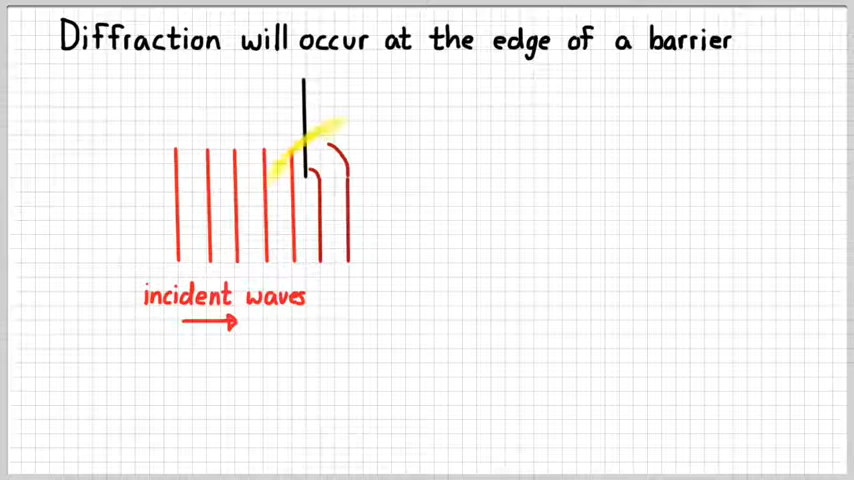 Diffraction will occur at the edge of a barrier
incident waves